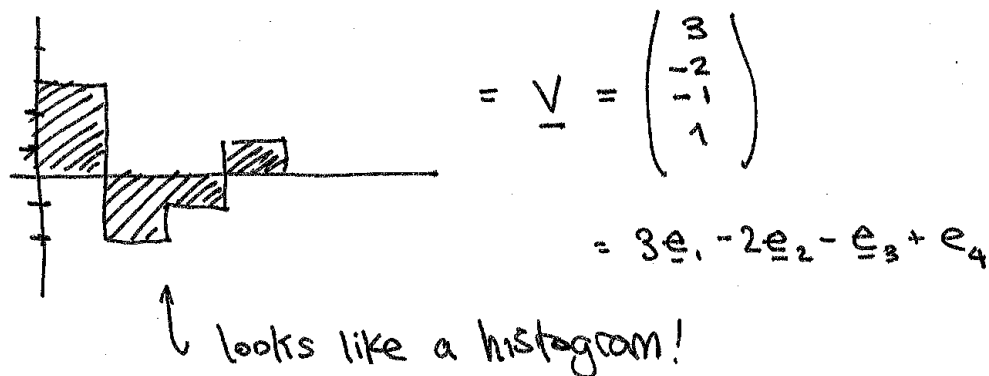 = V = ( 3
-2
-1
1 )
= 3e₁ -2e₂ - e₃ + e₄
looks like a histogram!